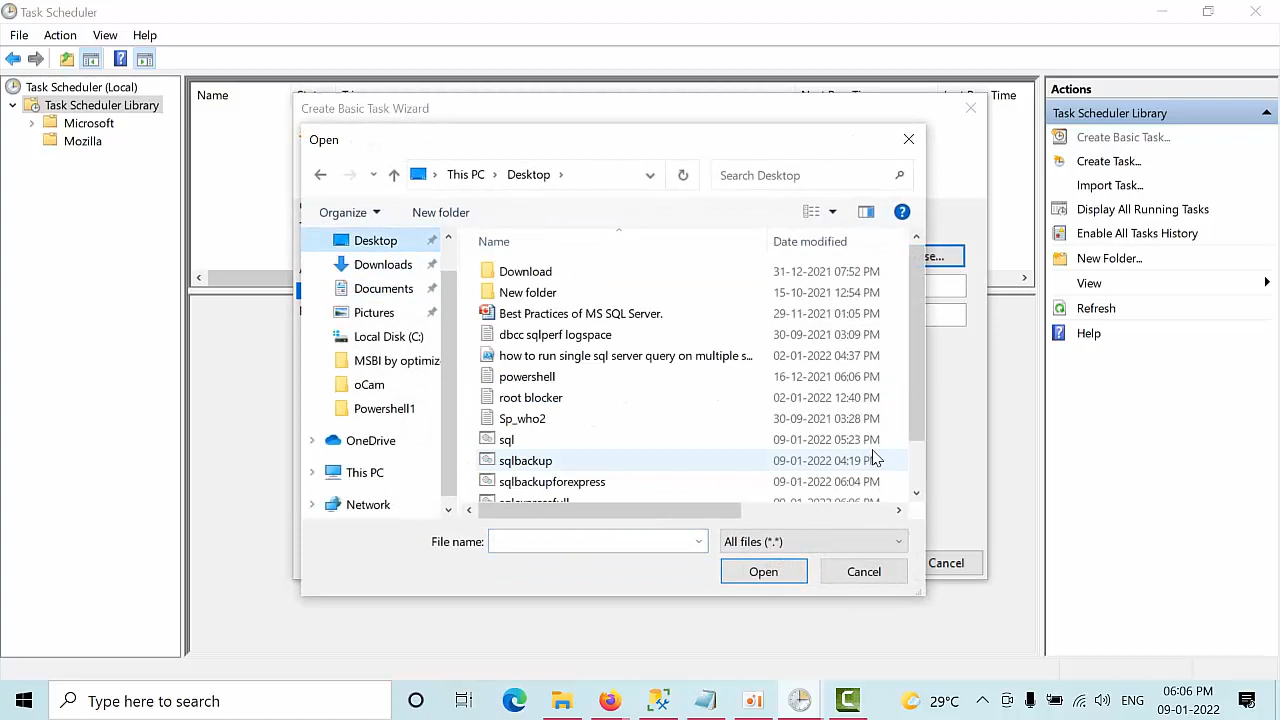 Task Scheduler
File Action View Help
Task Scheduler (Local)
Task Scheduler Library
Microsoft
Mozilla
Name
Time
Create Basic Task Wizard
Open
This PC Desktop
Search Desktop
Organize New folder
Desktop
Downloads
Documents
Pictures
Local Disk (C:)
MSBI by optimiz
oCam
Powershell1
OneDrive
This PC
Network
Name Date modified
Download 31-12-2021 07:52 PM
New folder 15-10-2021 12:54 PM
Best Practices of MS SQL Server. 29-11-2021 01:05 PM
dbcc sqlperf logspace 30-09-2021 03:09 PM
how to run single sql server query on multiple s... 02-01-2022 04:37 PM
powershell 16-12-2021 06:06 PM
root blocker 02-01-2022 12:40 PM
Sp_who2 30-09-2021 03:28 PM
sql 09-01-2022 05:23 PM
sqlbackup 09-01-2022 04:19 PM
sqlbackupforexpress 09-01-2022 06:04 PM
File name: All files (*.*)
Open Cancel
se...
Cancel
Actions
Task Scheduler Library
Create Basic Task...
Create Task...
Import Task...
Display All Running Tasks
Enable All Tasks History
New Folder...
View
Refresh
Help
Type here to search
29°C ENG
06:06 PM
09-01-2022